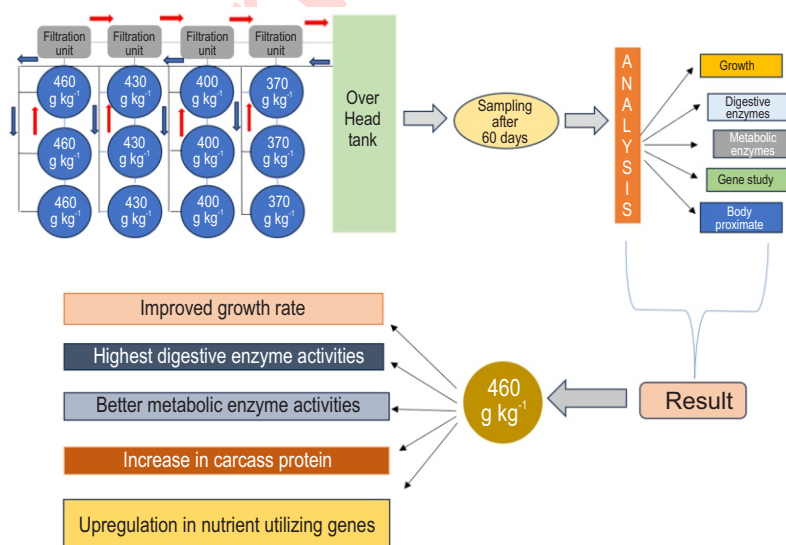 Filtration
unit
Filtration
unit
Filtration
unit
Filtration
unit
460
g kg⁻¹
430
g kg⁻¹
400
g kg⁻¹
370
g kg⁻¹
460
g kg⁻¹
430
g kg⁻¹
400
g kg⁻¹
370
g kg⁻¹
460
g kg⁻¹
430
g kg⁻¹
400
g kg⁻¹
370
g kg⁻¹
Over
Head
tank
Sampling
after
60 days
ANALYSIS
Growth
Digestive
enzymes
Metabolic
enzymes
Gene study
Body
proximate
Improved growth rate
Highest digestive enzyme activities
Better metabolic enzyme activities
Increase in carcass protein
Upregulation in nutrient utilizing genes
460
g kg⁻¹
Result